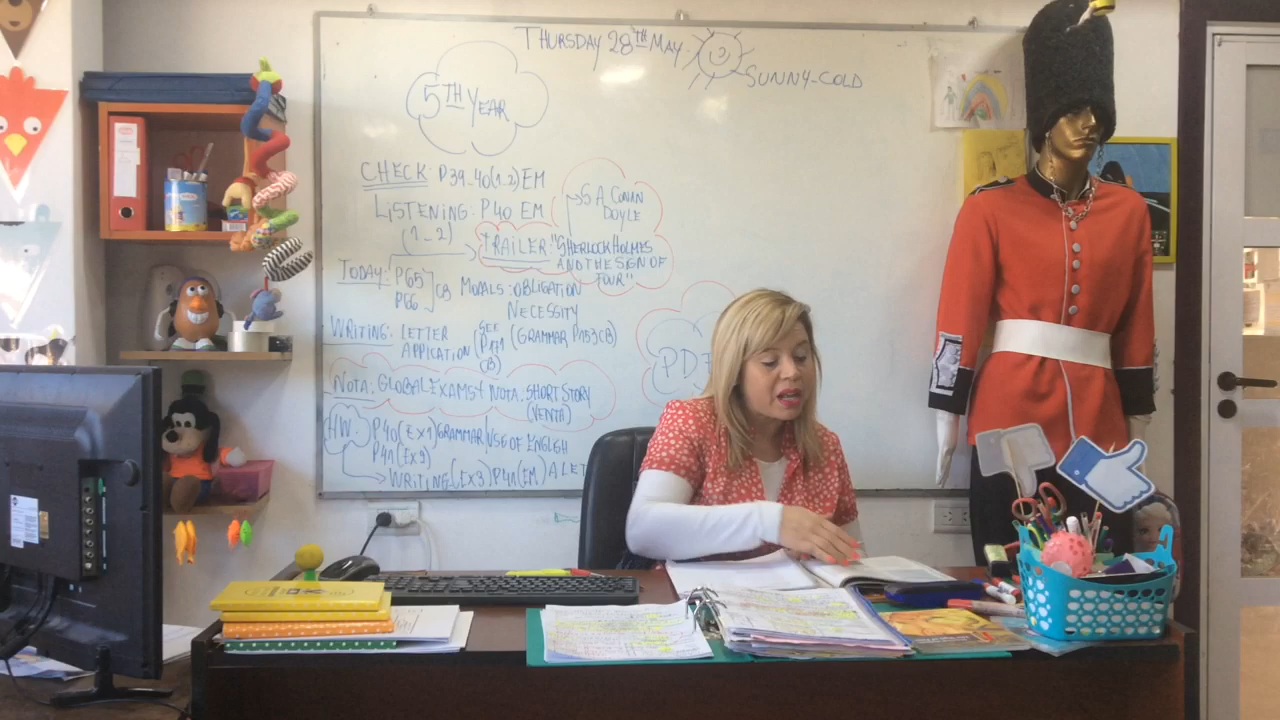 THURSDAY 28TH MAY.
SUNNY-COLD
5TH YEAR
CHECK: P39-40(1-2)EM
LISTENING: P40 EM
(1-2)
S A. CONAN
DOYLE
TRAILER: "SHERLOCK HOLMES
AND THE SIGN OF
FOUR"
TODAY: P65
P66 CB MODALS: OBLIGATION
NECESSITY
WRITING: LETTER (GRAMMAR P153CB)
APPLICATION (SEE
P171
CB)
NOTA: GLOBAL EXAMS + NOTA. SHORT STORY
(VENTA)
HW: P40(EX1)GRAMMAR/USE OF ENGLISH
P41(EX2)
WRITING(EX3)P41(EM) A LET